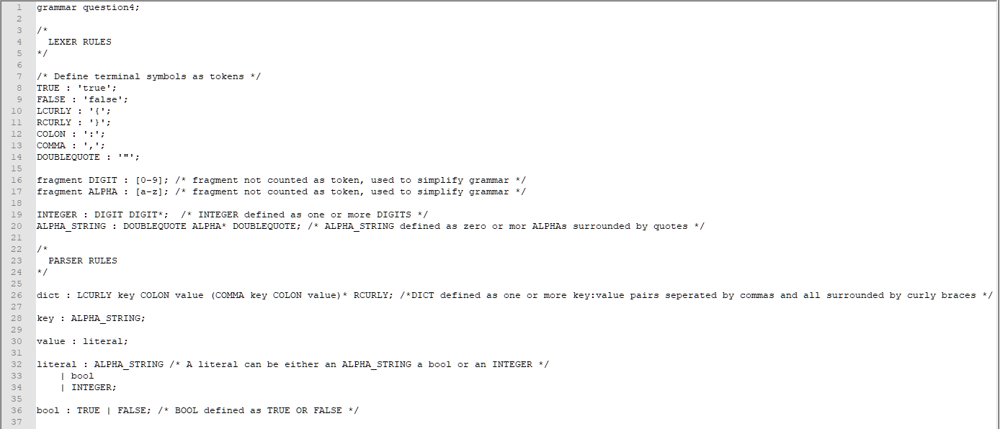 1 grammar question4;
2
3 /*
4   LEXER RULES
5 */
6
7 /* Define terminal symbols as tokens */
8 TRUE : 'true';
9 FALSE : 'false';
10 LCURLY : '{';
11 RCURLY : '}';
12 COLON : ':';
13 COMMA : ',';
14 DOUBLEQUOTE : '"';
15
16 fragment DIGIT : [0-9]; /* fragment not counted as token, used to simplify grammar */
17 fragment ALPHA : [a-z]; /* fragment not counted as token, used to simplify grammar */
18
19 INTEGER : DIGIT DIGIT*;  /* INTEGER defined as one or more DIGITS */
20 ALPHA_STRING : DOUBLEQUOTE ALPHA* DOUBLEQUOTE; /* ALPHA_STRING defined as zero or mor ALPHAs surrounded by quotes */
21
22 /*
23   PARSER RULES
24 */
25
26 dict : LCURLY key COLON value (COMMA key COLON value)* RCURLY; /*DICT defined as one or more key:value pairs seperated by commas and all surrounded by curly braces */
27
28 key : ALPHA_STRING;
29
30 value : literal;
31
32 literal : ALPHA_STRING /* A literal can be either an ALPHA_STRING a bool or an INTEGER */
33     | bool
34     | INTEGER;
35
36 bool : TRUE | FALSE; /* BOOL defined as TRUE OR FALSE */
37